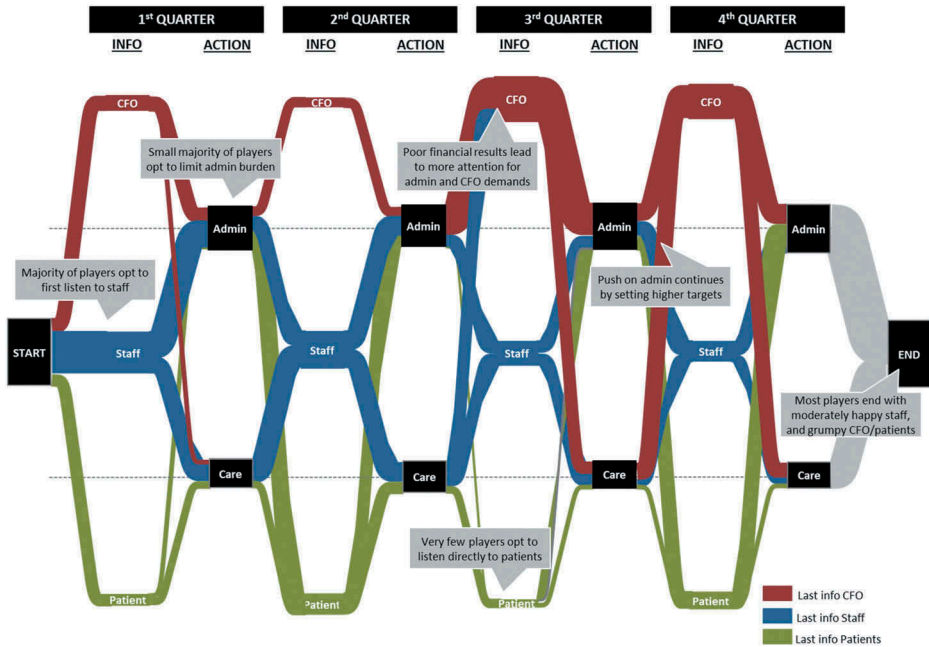 1st QUARTER
2nd QUARTER
3rd QUARTER
4th QUARTER
INFO
ACTION
INFO
ACTION
INFO
ACTION
INFO
ACTION
CFO
CFO
CFO
CFO
Small majority of players
opt to limit admin burden
Poor financial results lead
to more attention for
admin and CFO demands
Admin
Admin
Admin
Admin
Majority of players opt to
first listen to staff
Push on admin continues
by setting higher targets
START
Staff
Staff
Staff
Staff
END
Most players end with
moderately happy staff,
and grumpy CFO/patients
Care
Care
Care
Care
Very few players opt to
listen directly to patients
Patient
Patient
Patient
Patient
Last info CFO
Last info Staff
Last info Patients